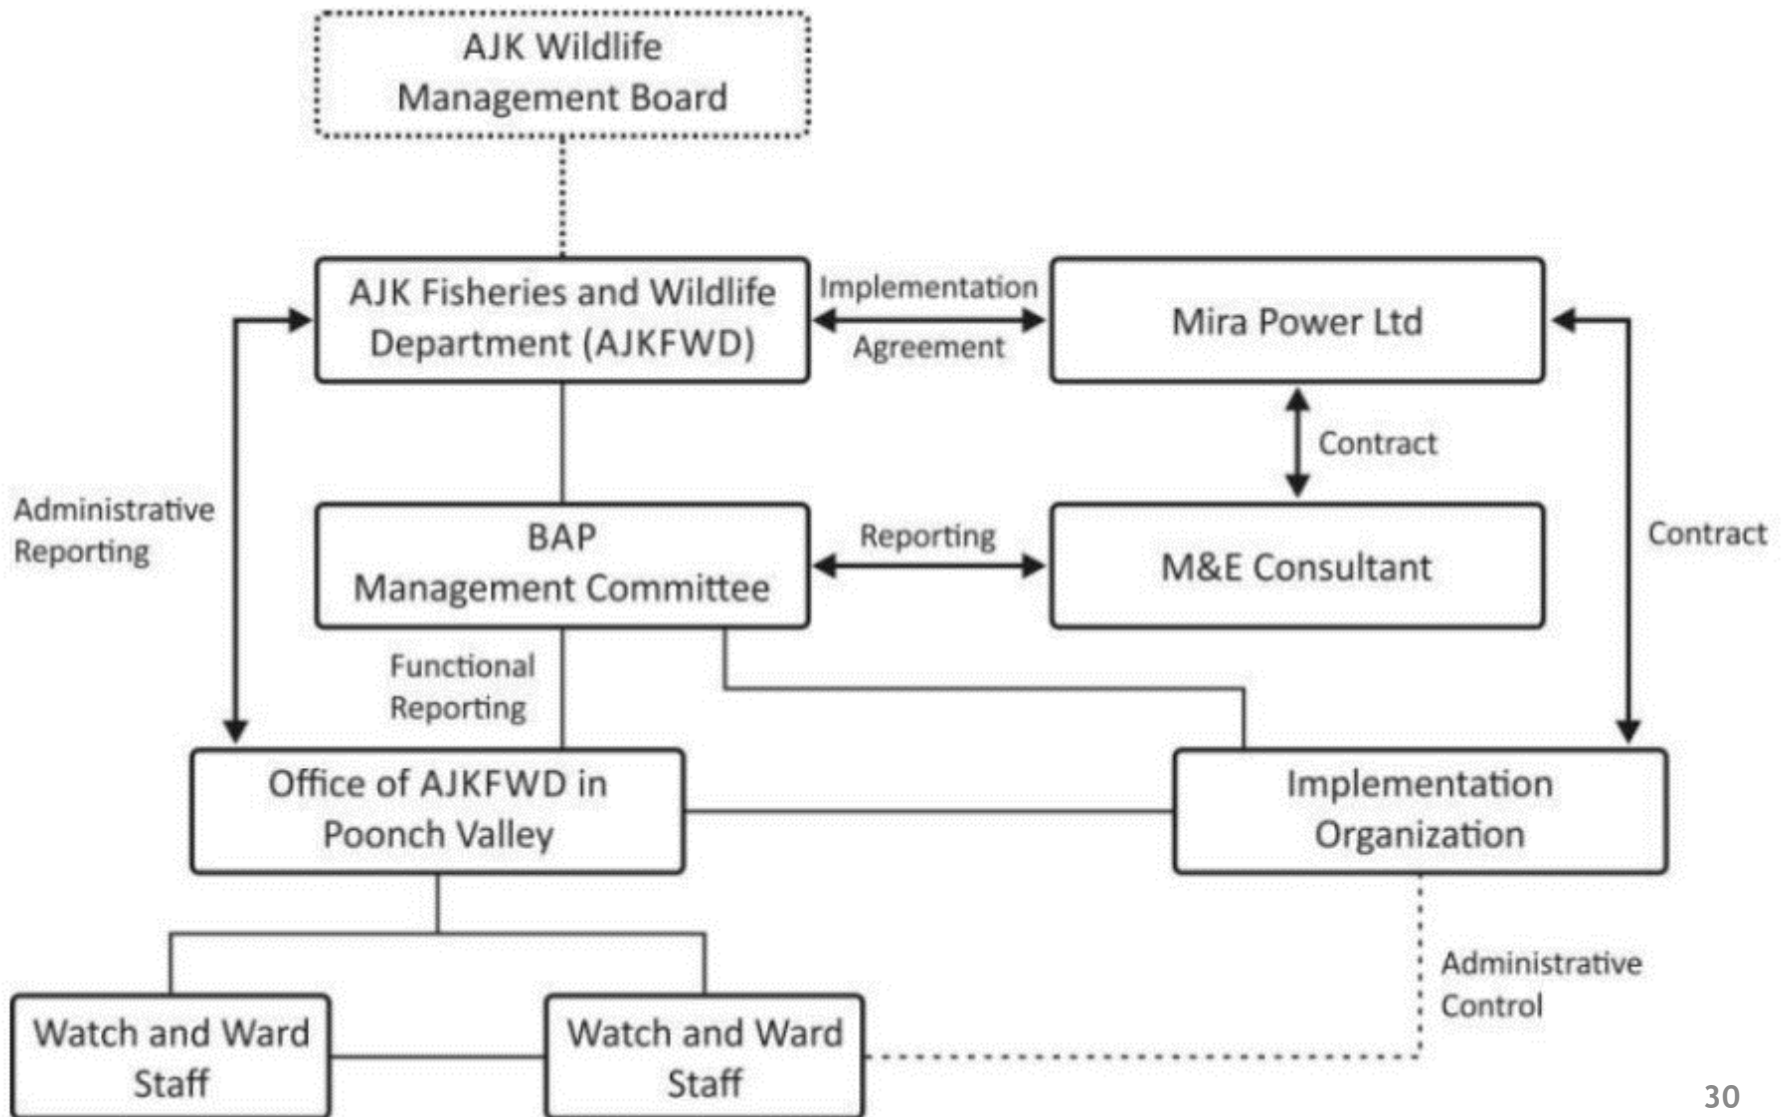 AJK Wildlife
Management Board
AJK Fisheries and Wildlife
Department (AJKFWD)
Implementation
Agreement
Mira Power Ltd
Contract
Administrative
Reporting
BAP
Management Committee
Reporting
M&E Consultant
Contract
Functional
Reporting
Office of AJKFWD in
Poonch Valley
Implementation
Organization
Administrative
Control
Watch and Ward
Staff
Watch and Ward
Staff
30